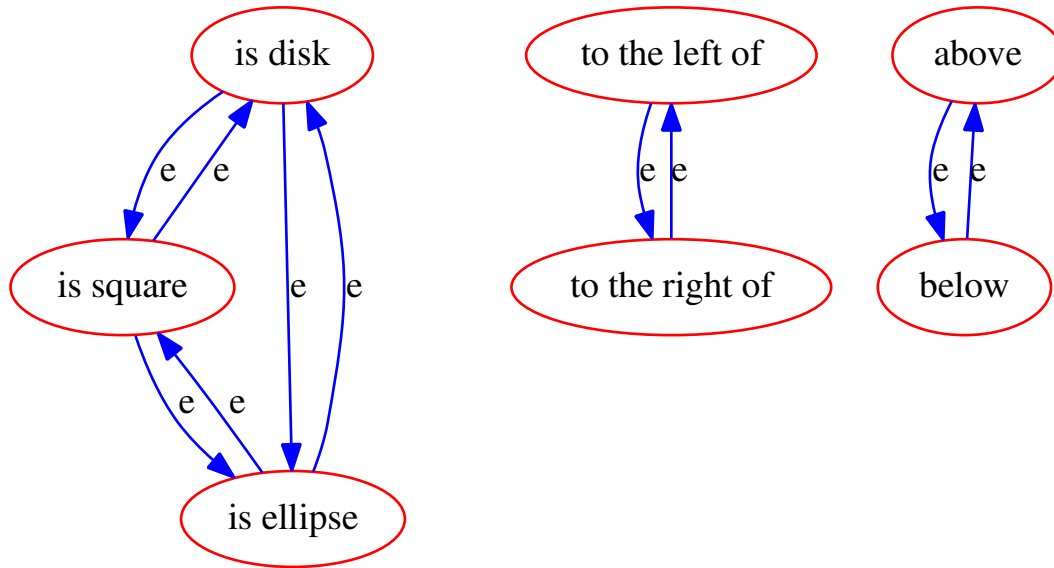 is disk
to the left of
above
e
e
e
e
e
e
e
e
is square
to the right of
below
e
e
is ellipse